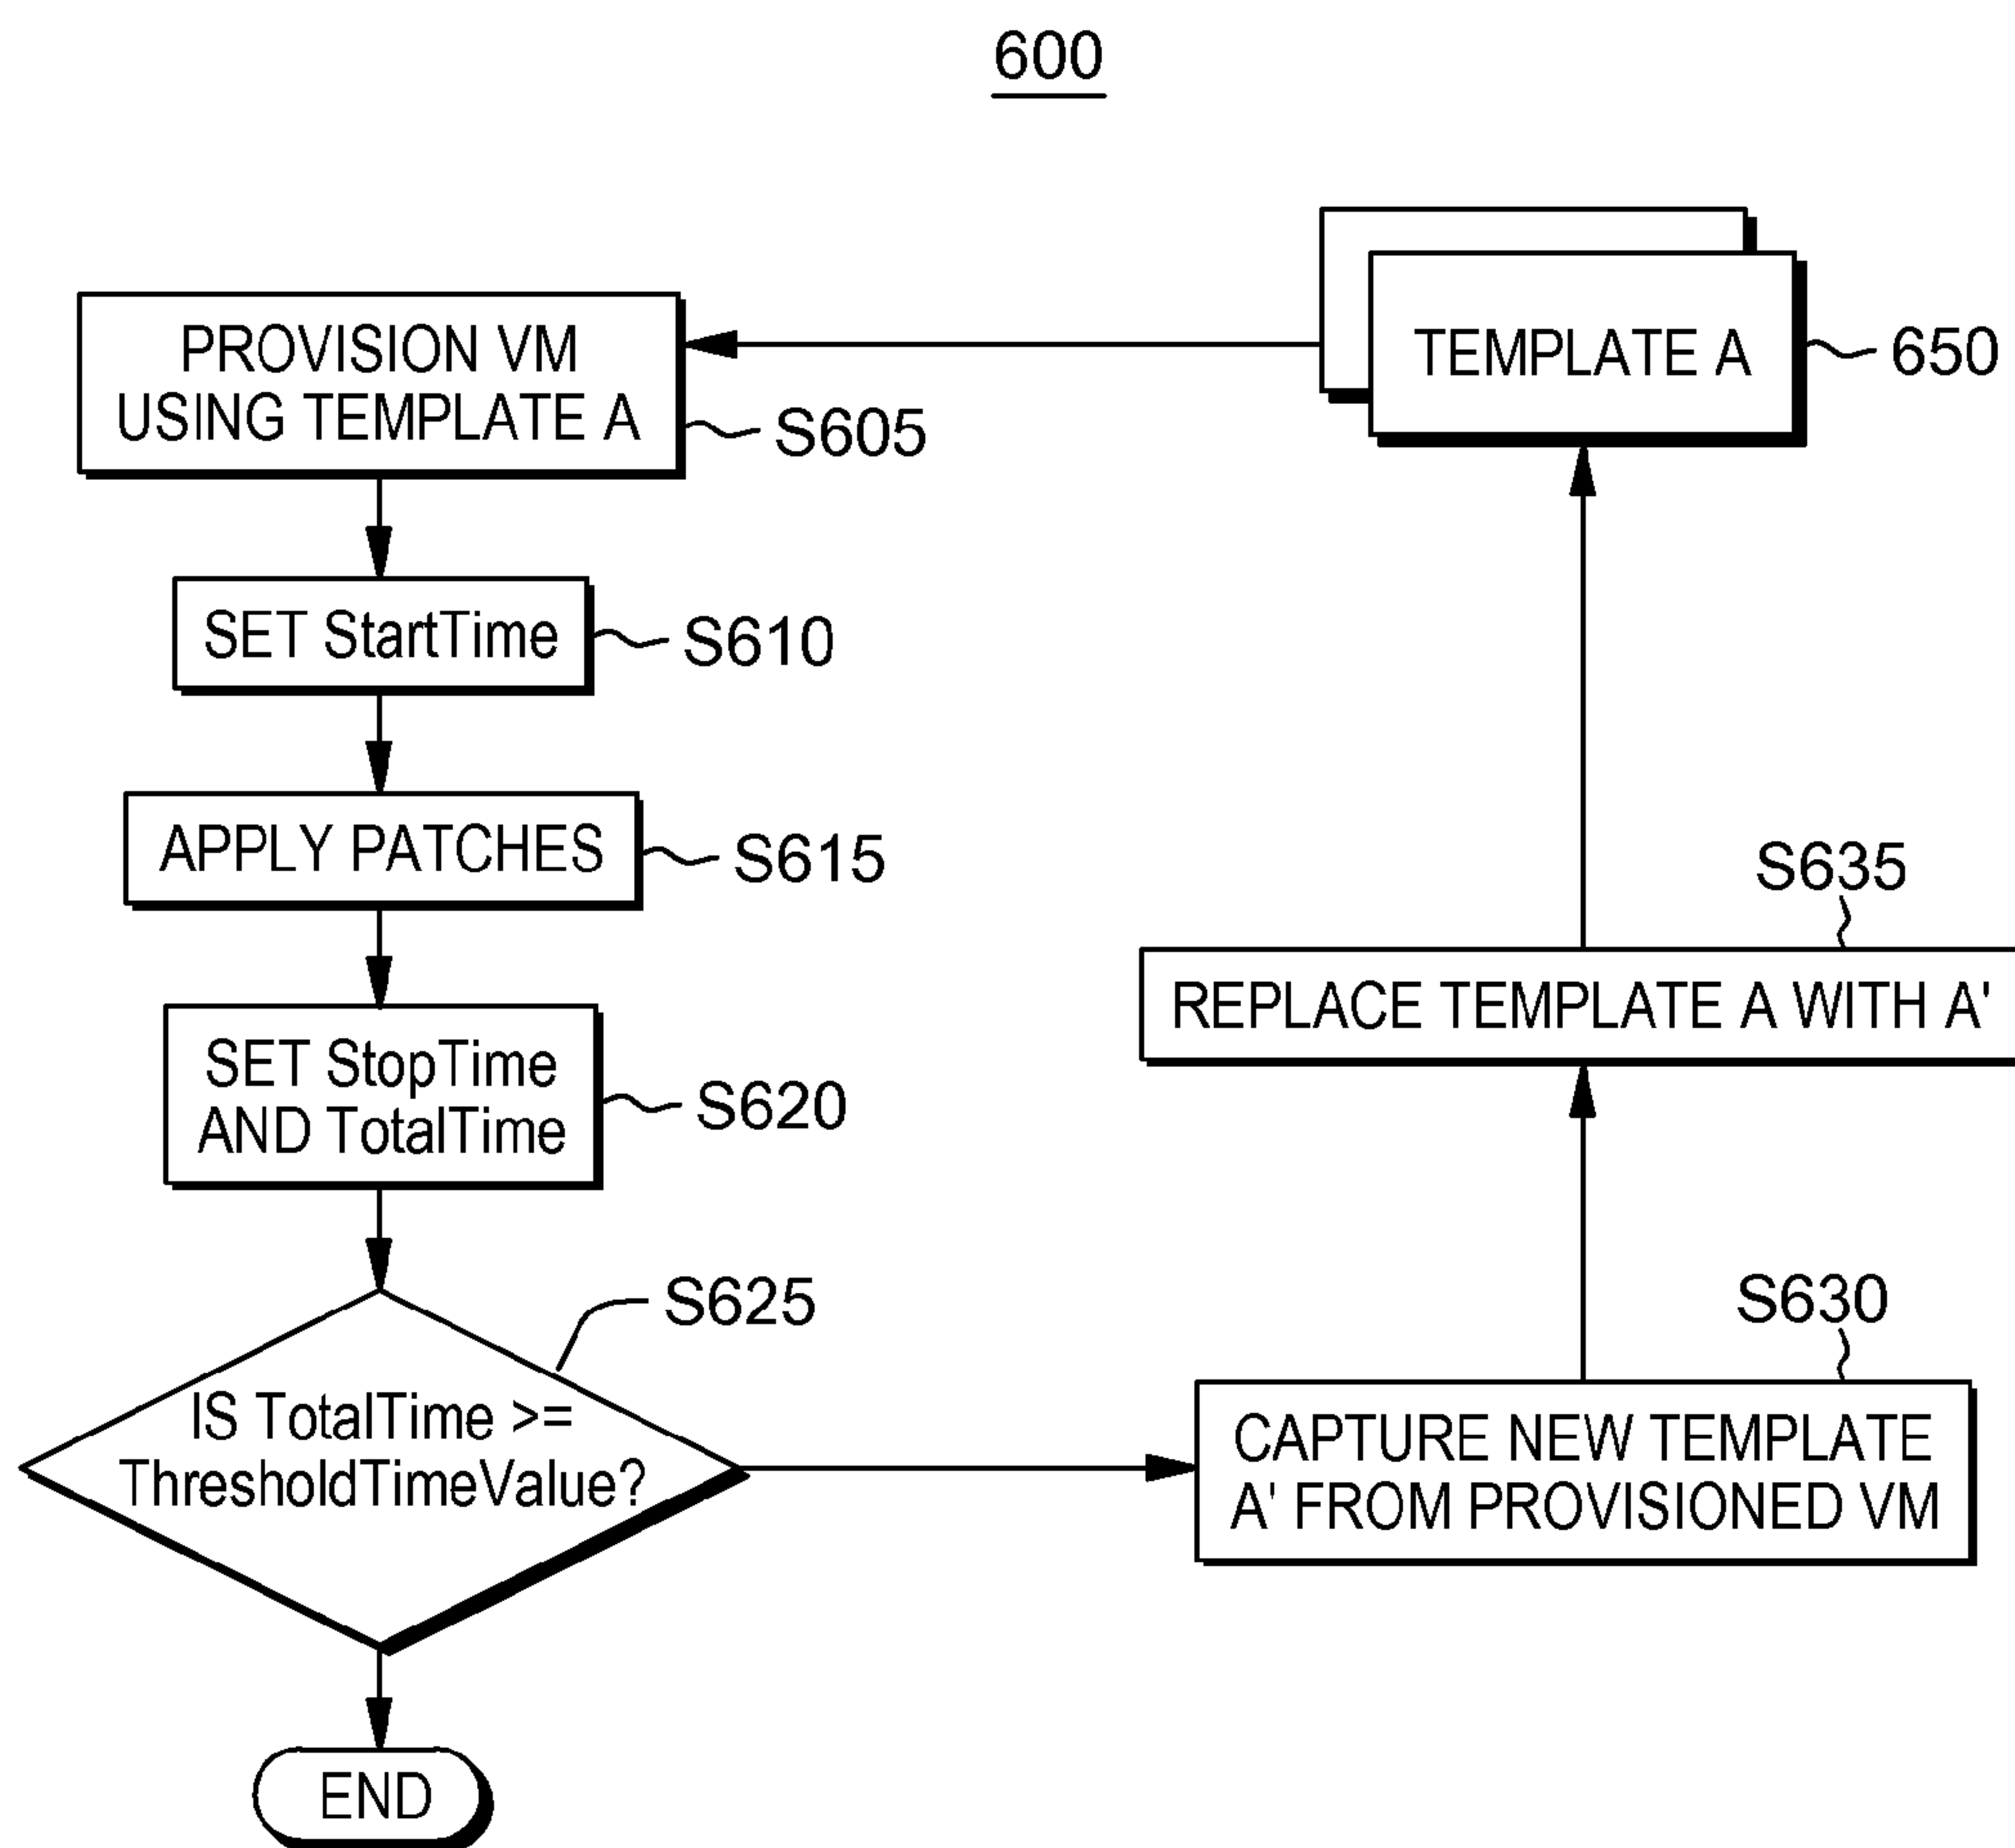 600
PROVISION VM
USING TEMPLATE A
S605
TEMPLATE A
650
SET StartTime
S610
APPLY PATCHES
S615
SET StopTime
AND TotalTime
S620
IS TotalTime >=
ThresholdTimeValue?
S625
END
CAPTURE NEW TEMPLATE
A' FROM PROVISIONED VM
S630
REPLACE TEMPLATE A WITH A'
S635